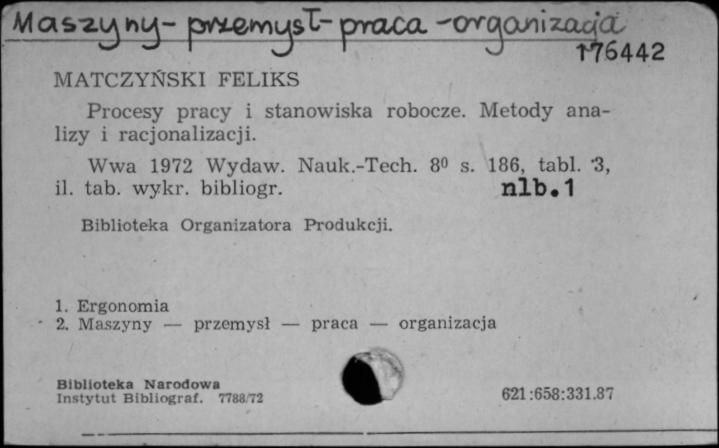 Maszyny - przemysł - praca - organizacja
176442
MATCZYŃSKI FELIKS
Procesy pracy i stanowiska robocze. Metody ana-
lizy i racjonalizacji.
Wwa 1972 Wydaw. Nauk.-Tech. 8⁰ s. 186, tabl. 3,
il. tab. wykr. bibliogr. nlb.1
Biblioteka Organizatora Produkcji.
1. Ergonomia
2. Maszyny — przemysł — praca — organizacja
Biblioteka Narodowa
Instytut Bibliograf. 7788/72 621:658:331.87